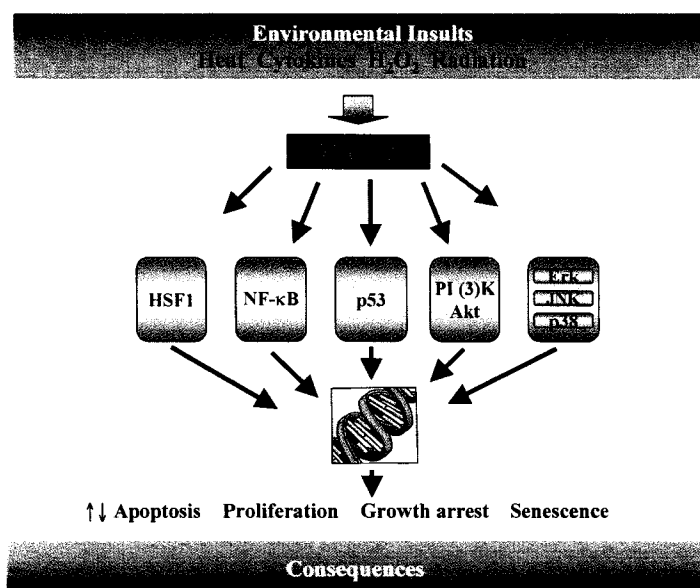 Environmental Insults
Heat Cytokines H₂O₂ Radiation
HSF1
NF-κB
p53
PI (3)K
Akt
Erk
JNK
p38
↑↓ Apoptosis Proliferation Growth arrest Senescence
Consequences